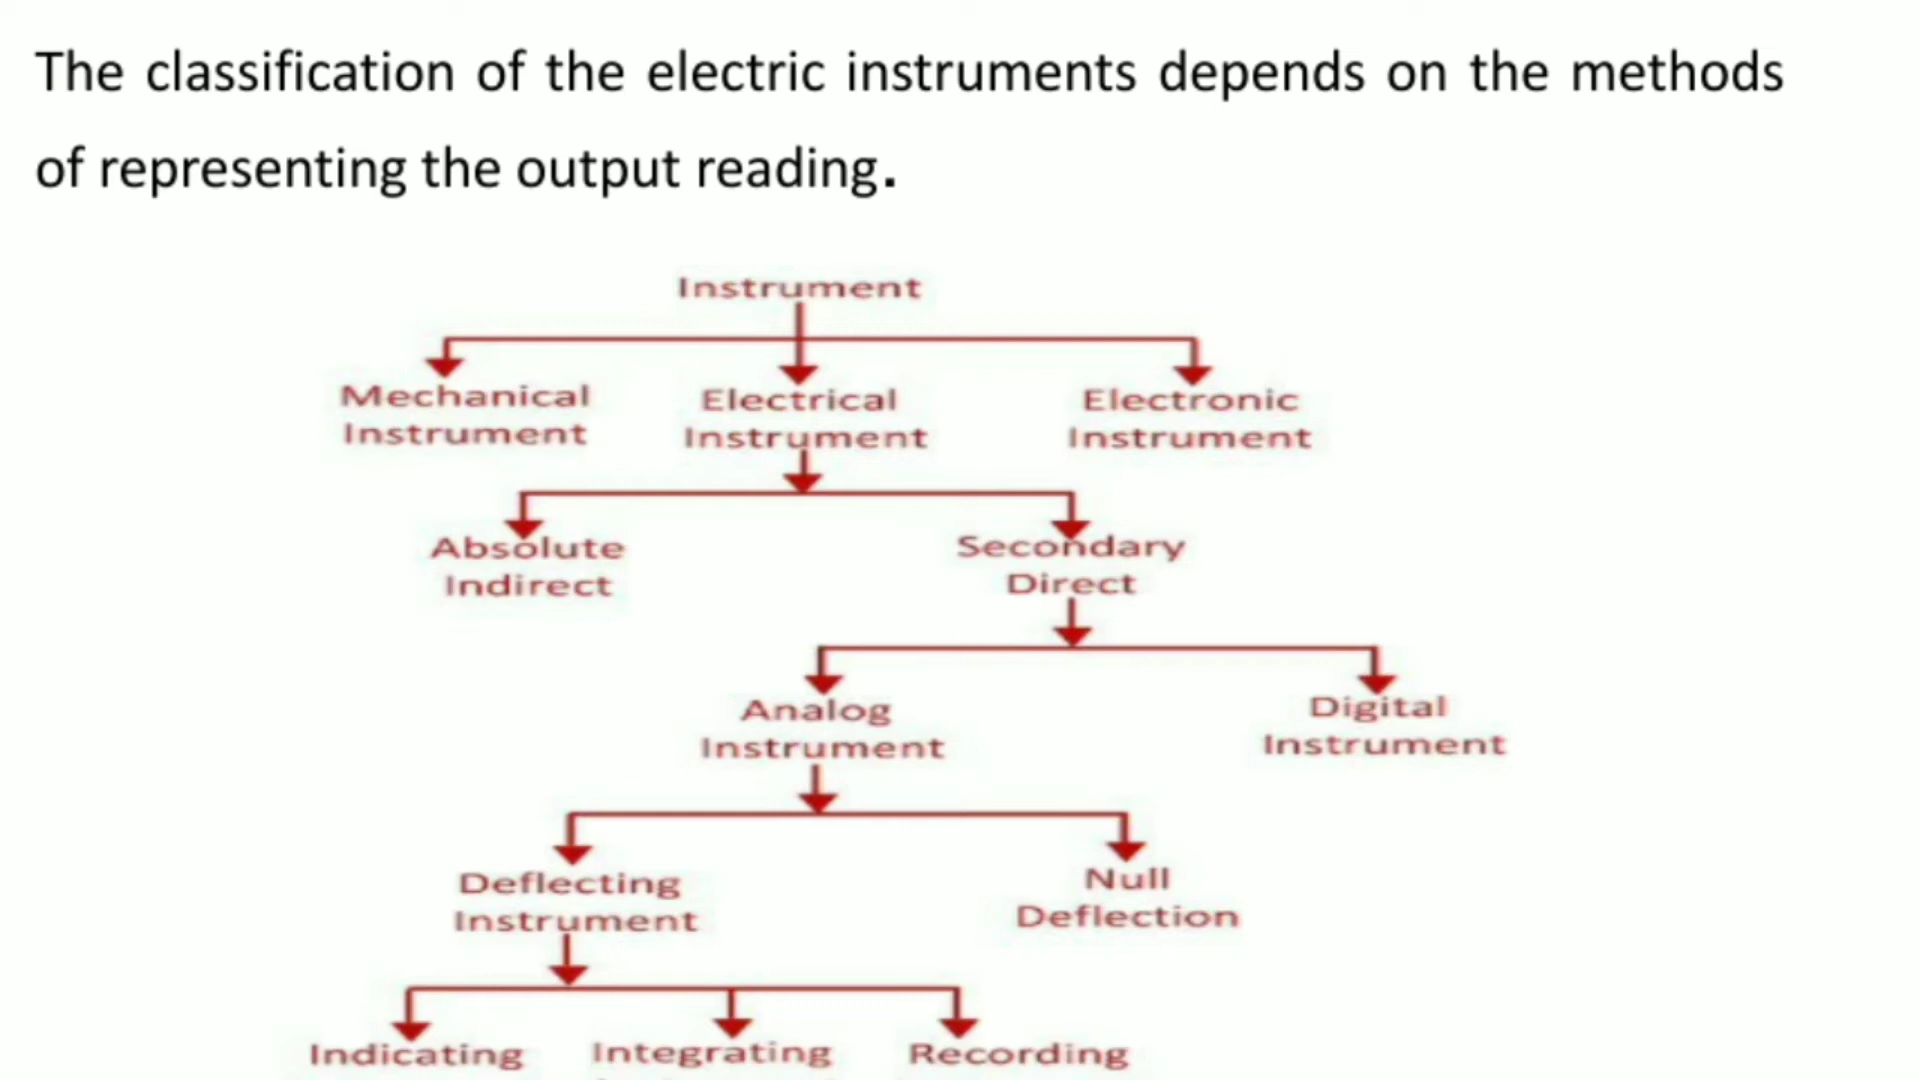 The classification of the electric instruments depends on the methods
of representing the output reading.
Instrument
Mechanical
Instrument
Electrical
Instrument
Electronic
Instrument
Absolute
Indirect
Secondary
Direct
Analog
Instrument
Digital
Instrument
Deflecting
Instrument
Null
Deflection
Indicating
Integrating
Recording